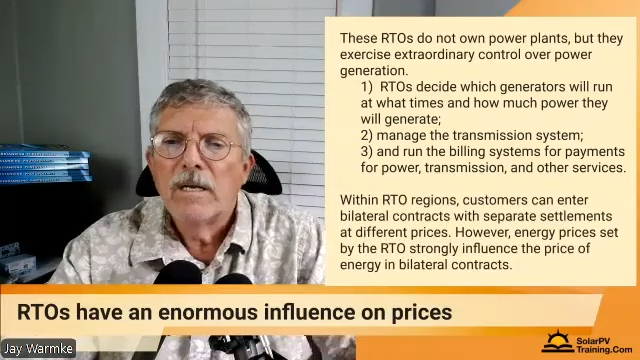 These RTOs do not own power plants, but they
exercise extraordinary control over power
generation.
1) RTOs decide which generators will run
at what times and how much power they
will generate;
2) manage the transmission system;
3) and run the billing systems for payments
for power, transmission, and other services.
Within RTO regions, customers can enter
bilateral contracts with separate settlements
at different prices. However, energy prices set
by the RTO strongly influence the price of
energy in bilateral contracts.
RTOs have an enormous influence on prices
Jay Warmke
SolarPV
Training.Com